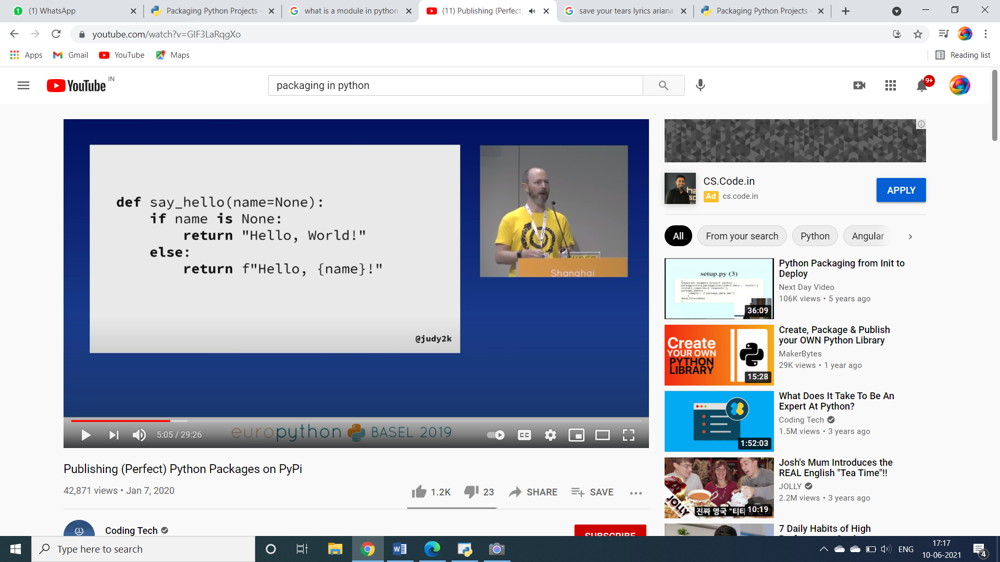 (1) WhatsApp
Packaging Python Projects -
what is a module in python
(11) Publishing (Perfect)
save your tears lyrics ariana
Packaging Python Projects -
youtube.com/watch?v=GIF3LaRqgXo
Apps
Gmail
YouTube
Maps
Reading list
YouTube IN
packaging in python
9+
def say_hello(name=None):
if name is None:
return "Hello, World!"
else:
return f"Hello, {name}!"
@judy2k
Shanghai
5:05 / 29:26
europython BASEL 2019
CC
Publishing (Perfect) Python Packages on PyPi
42,871 views • Jan 7, 2020
1.2K
23
SHARE
SAVE
Coding Tech
SUBSCRIBE
CS.Code.in
Ad cs.code.in
APPLY
All
From your search
Python
Angular
setup.py (3)
36:09
Python Packaging from Init to
Deploy
Next Day Video
106K views • 5 years ago
Create
YOUR OWN
PYTHON
LIBRARY
15:28
Create, Package & Publish
your OWN Python Library
MakerBytes
29K views • 1 year ago
1:52:03
What Does It Take To Be An
Expert At Python?
Coding Tech
1.5M views • 3 years ago
JOLLY
진짜 영국 "티타
10:19
Josh's Mum Introduces the
REAL English "Tea Time"!!
JOLLY
2.2M views • 3 years ago
7 Daily Habits of High
Type here to search
ENG
17:17
10-06-2021
4